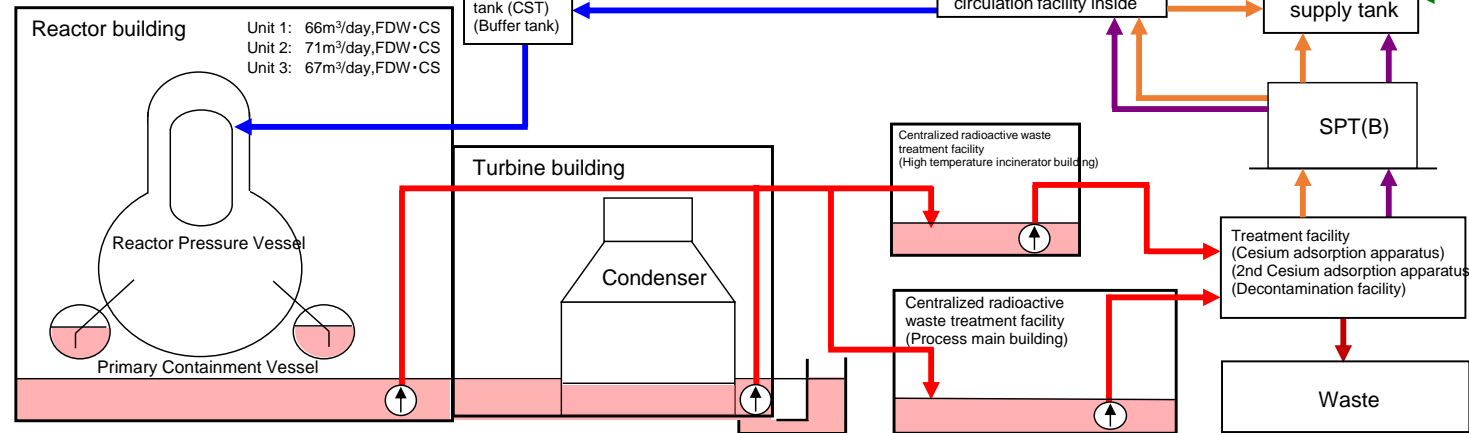 tank (CST)
(Buffer tank)
circulation facility inside
supply tank
Reactor building
Unit 1: 66m³/day,FDW・CS
Unit 2: 71m³/day,FDW・CS
Unit 3: 67m³/day,FDW・CS
SPT(B)
Centralized radioactive waste
treatment facility
(High temperature incinerator building)
Turbine building
Reactor Pressure Vessel
Condenser
Treatment facility
(Cesium adsorption apparatus)
(2nd Cesium adsorption apparatus
(Decontamination facility)
Centralized radioactive
waste treatment facility
(Process main building)
Primary Containment Vessel
Waste